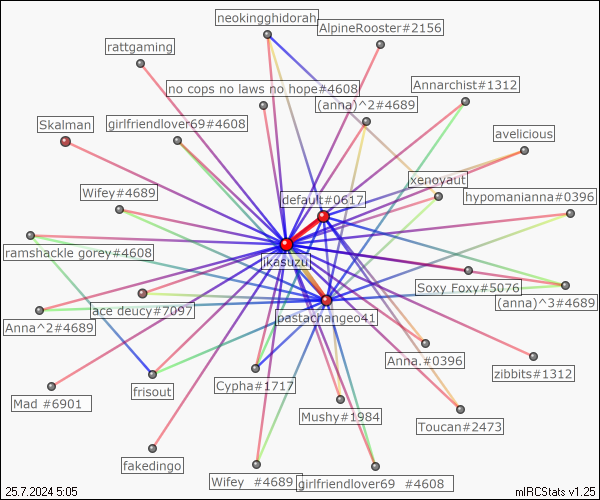 neokingghidorah
AlpineRooster#2156
rattgaming
no cops no laws no hope#4608
Annarchist#1312
(anna)^2#4689
Skalman
girlfriendlover69#4608
avelicious
xenoyaut
Wifey#4689
default#0617
hypomanianna#0396
ramshackle gorey#4608
ikasuzu
Soxy Foxy#5076
(anna)^3#4689
ace deucy#7097
pastachangeo41
Anna^2#4689
Anna.#0396
zibbits#1312
Cypha#1717
frisout
Mad #6901
Mushy#1984
Toucan#2473
fakedingo
Wifey #4689
girlfriendlover69 #4608
25.7.2024 5:05
mIRCStats v1.25